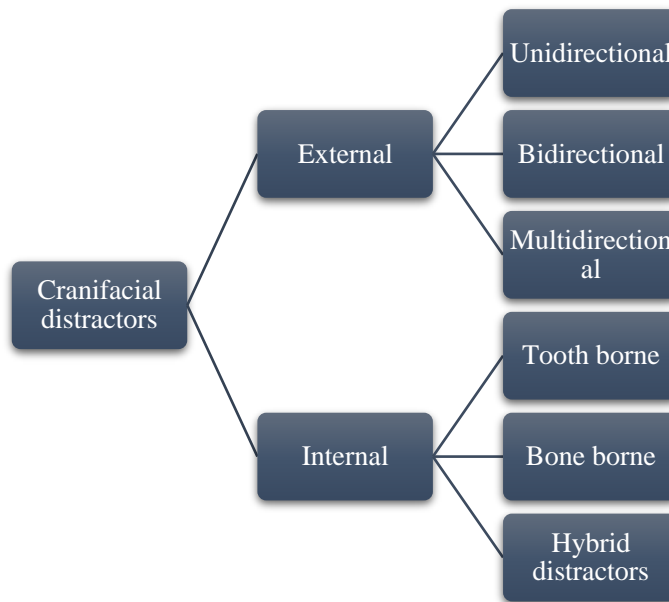 Cranifacial
distractors
External
Unidirectional
Bidirectional
Multidirection
al
Internal
Tooth borne
Bone borne
Hybrid
distractors